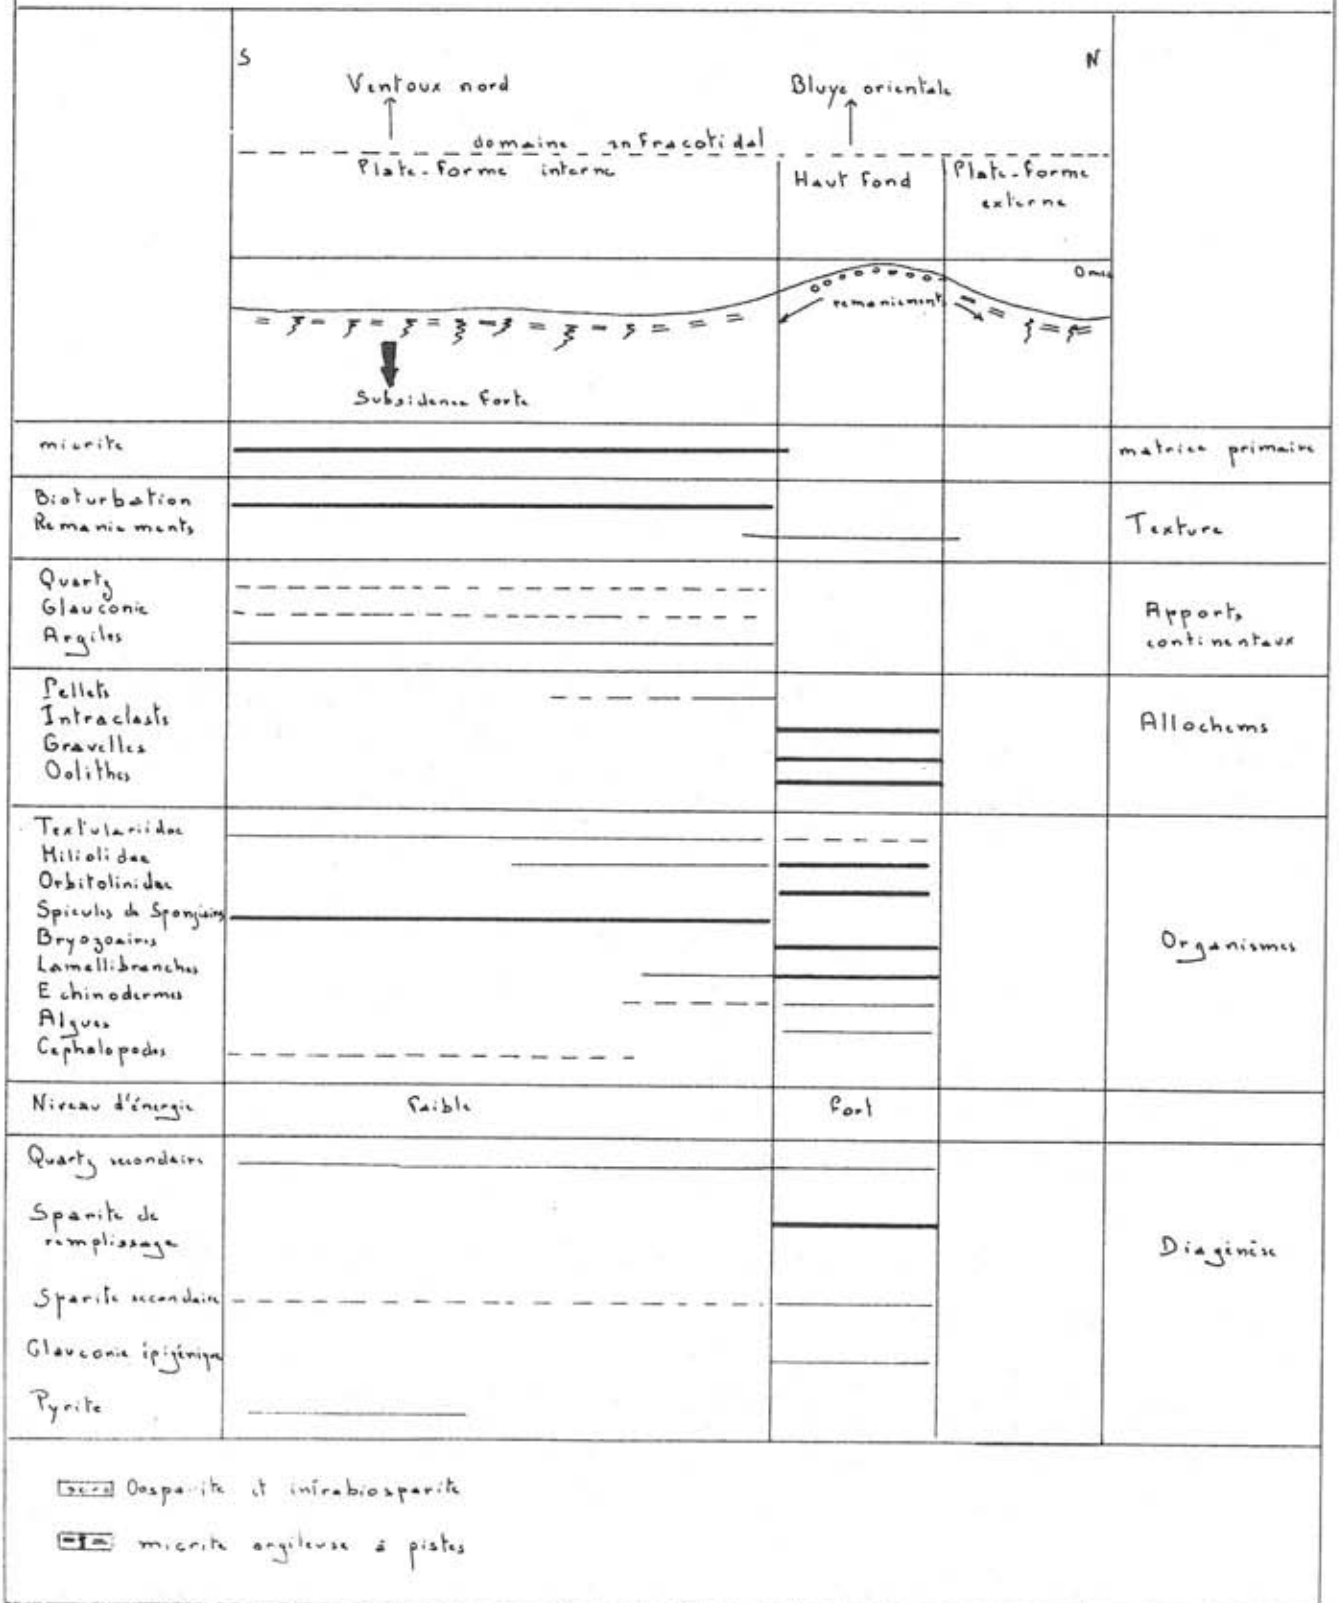 S
N
Ventoux nord
Bluye orientale
domaine infracotidal
Plate-forme interne
Haut fond
Plate-forme
externe
0 m
remaniement
Subsidence forte
micrite
matrice primaire
Bioturbation
Remaniements
Texture
Quartz
Glauconie
Argiles
Apports
continentaux
Pellets
Intraclasts
Gravelles
Oolithes
Allochems
Textulariidae
Miliolidae
Orbitolinidae
Spicules de Spongiaires
Bryozoaires
Lamellibranches
Echinodermes
Algues
Cephalopodes
Organismes
Niveau d'énergie
faible
fort
Quartz secondaire
Sparite de
remplissage
Sparite secondaire
Glauconie épigénique
Pyrite
Diagénèse
Oosparite et intrabiosparite
micrite argileuse à pistes